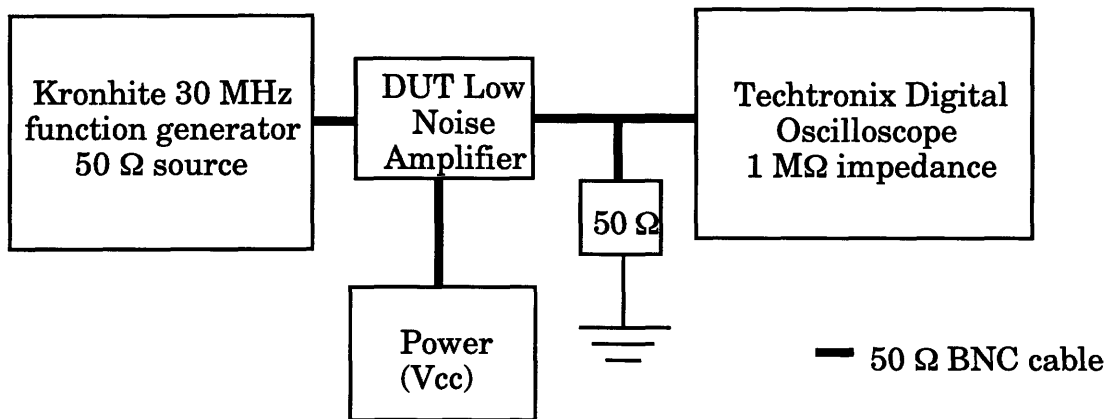 Kronhite 30 MHz
function generator
50 Ω source
DUT Low
Noise
Amplifier
Techtronix Digital
Oscilloscope
1 MΩ impedance
50 Ω
Power
(Vcc)
50 Ω BNC cable